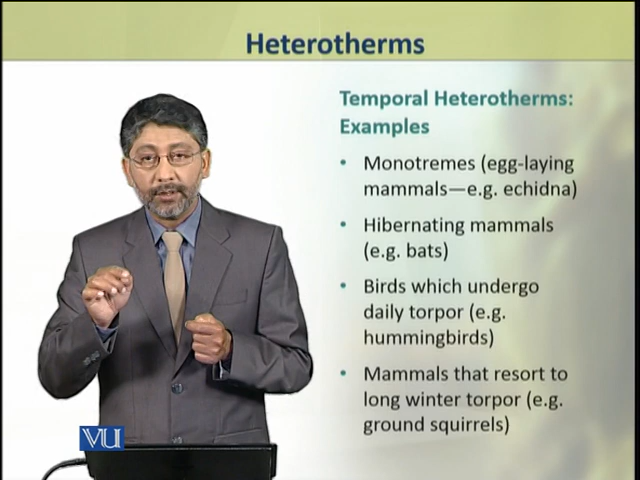 Heterotherms
Temporal Heterotherms:
Examples
• Monotremes (egg-laying
mammals—e.g. echidna)
• Hibernating mammals
(e.g. bats)
• Birds which undergo
daily torpor (e.g.
hummingbirds)
• Mammals that resort to
long winter torpor (e.g.
ground squirrels)
VU